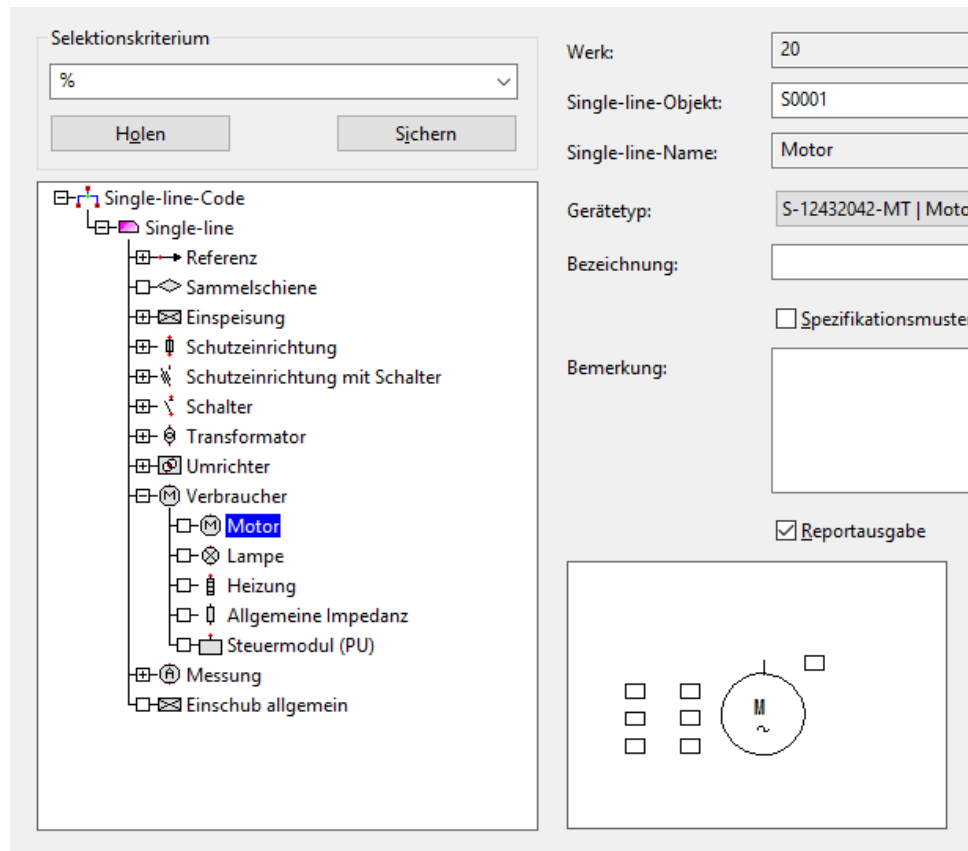 Selektionskriterium
%
Holen
Sichern
Single-line-Code
Single-line
Referenz
Sammelschiene
Einspeisung
Schutzeinrichtung
Schutzeinrichtung mit Schalter
Schalter
Transformator
Umrichter
Verbraucher
Motor
Lampe
Heizung
Allgemeine Impedanz
Steuermodul (PU)
Messung
Einschub allgemein
Werk:
20
Single-line-Objekt:
S0001
Single-line-Name:
Motor
Gerätetyp:
S-12432042-MT | Moto
Bezeichnung:
Spezifikationsmuster
Bemerkung:
Reportausgabe
M
~